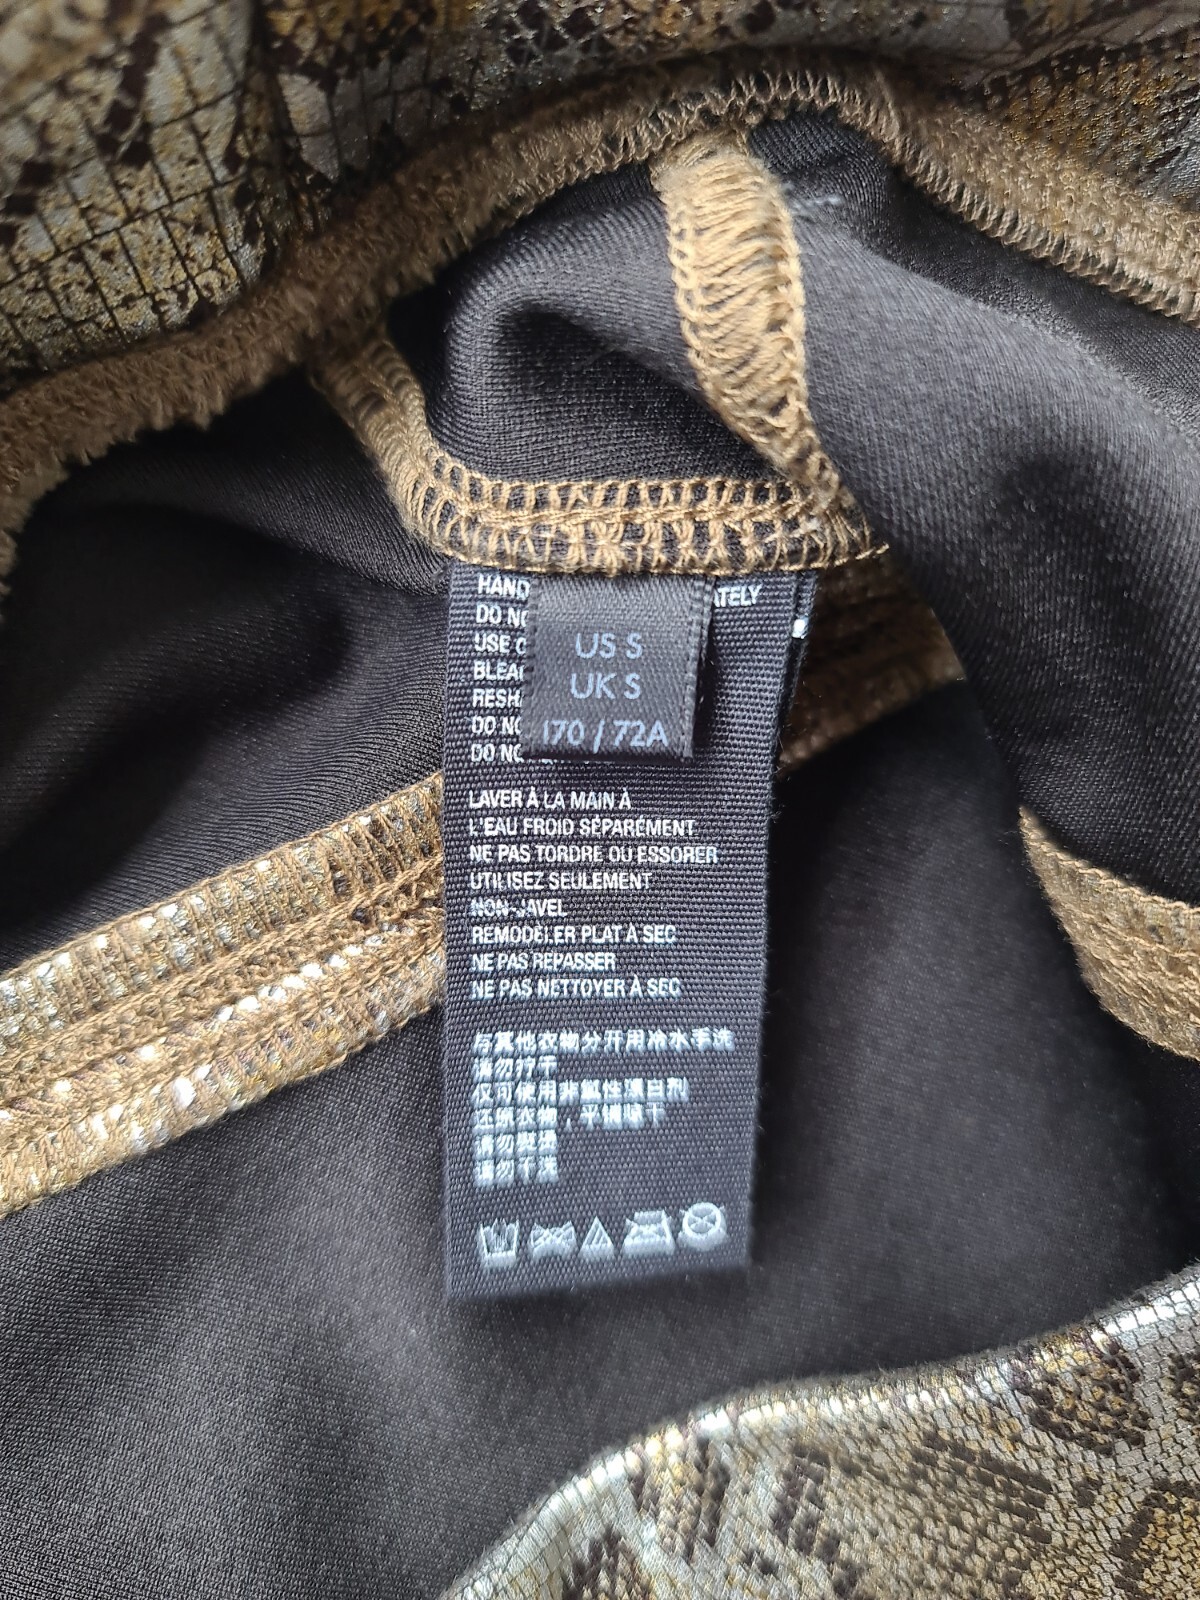 HAND
ATELY
DO NO
USE
BLEA
RESH
DO NO
DO NO
US S
UK S
170 / 72A
LAVER À LA MAIN À
L'EAU FROID SÉPARÉMENT
NE PAS TORDRE OU ESSORER
UTILISEZ SEULEMENT
NON-JAVEL
REMODELER PLAT À SEC
NE PAS REPASSER
NE PAS NETTOYER À SEC
与其他衣物分开用冷水手洗
请勿拧干
仅可使用非氯性漂白剂
还原衣物，平铺晾干
请勿熨烫
请勿干洗